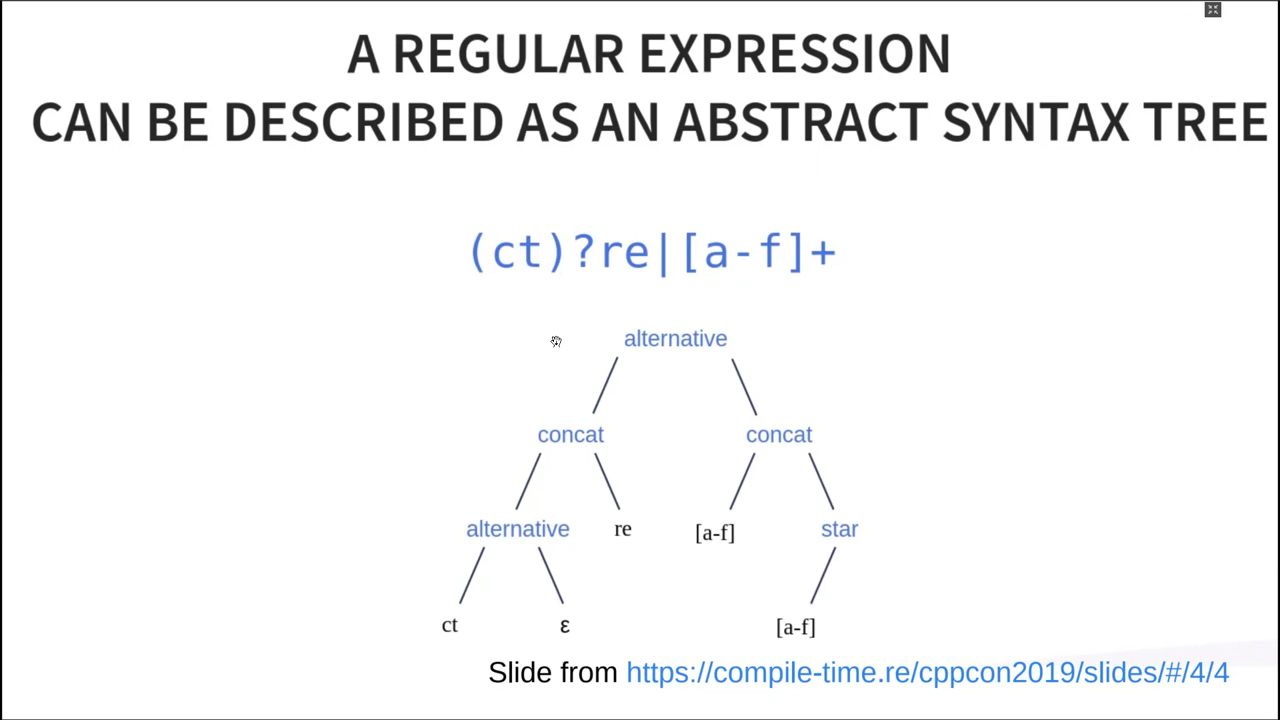 A REGULAR EXPRESSION
CAN BE DESCRIBED AS AN ABSTRACT SYNTAX TREE
(ct)?re|[a-f]+
alternative
concat concat
alternative re [a-f] star
ct ε [a-f]
Slide from https://compile-time.re/cppcon2019/slides/#/4/4